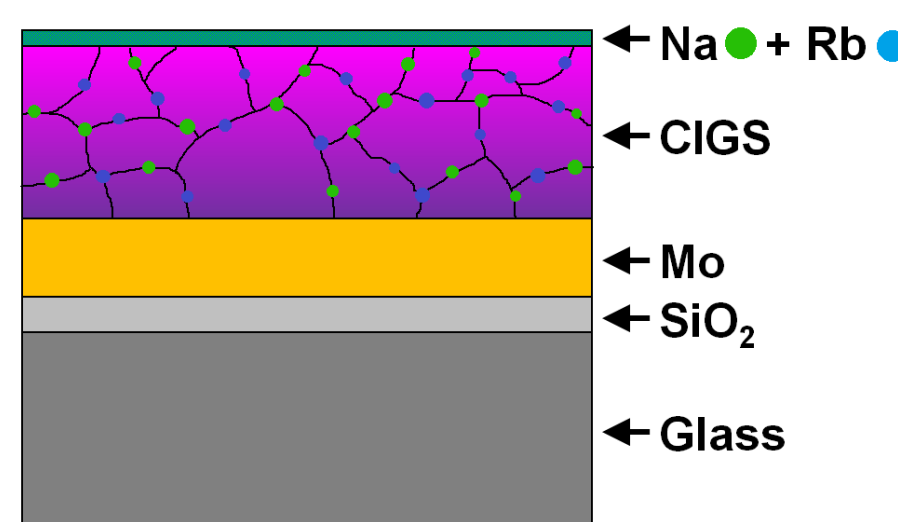 Na + Rb
CIGS
Mo
SiO₂
Glass